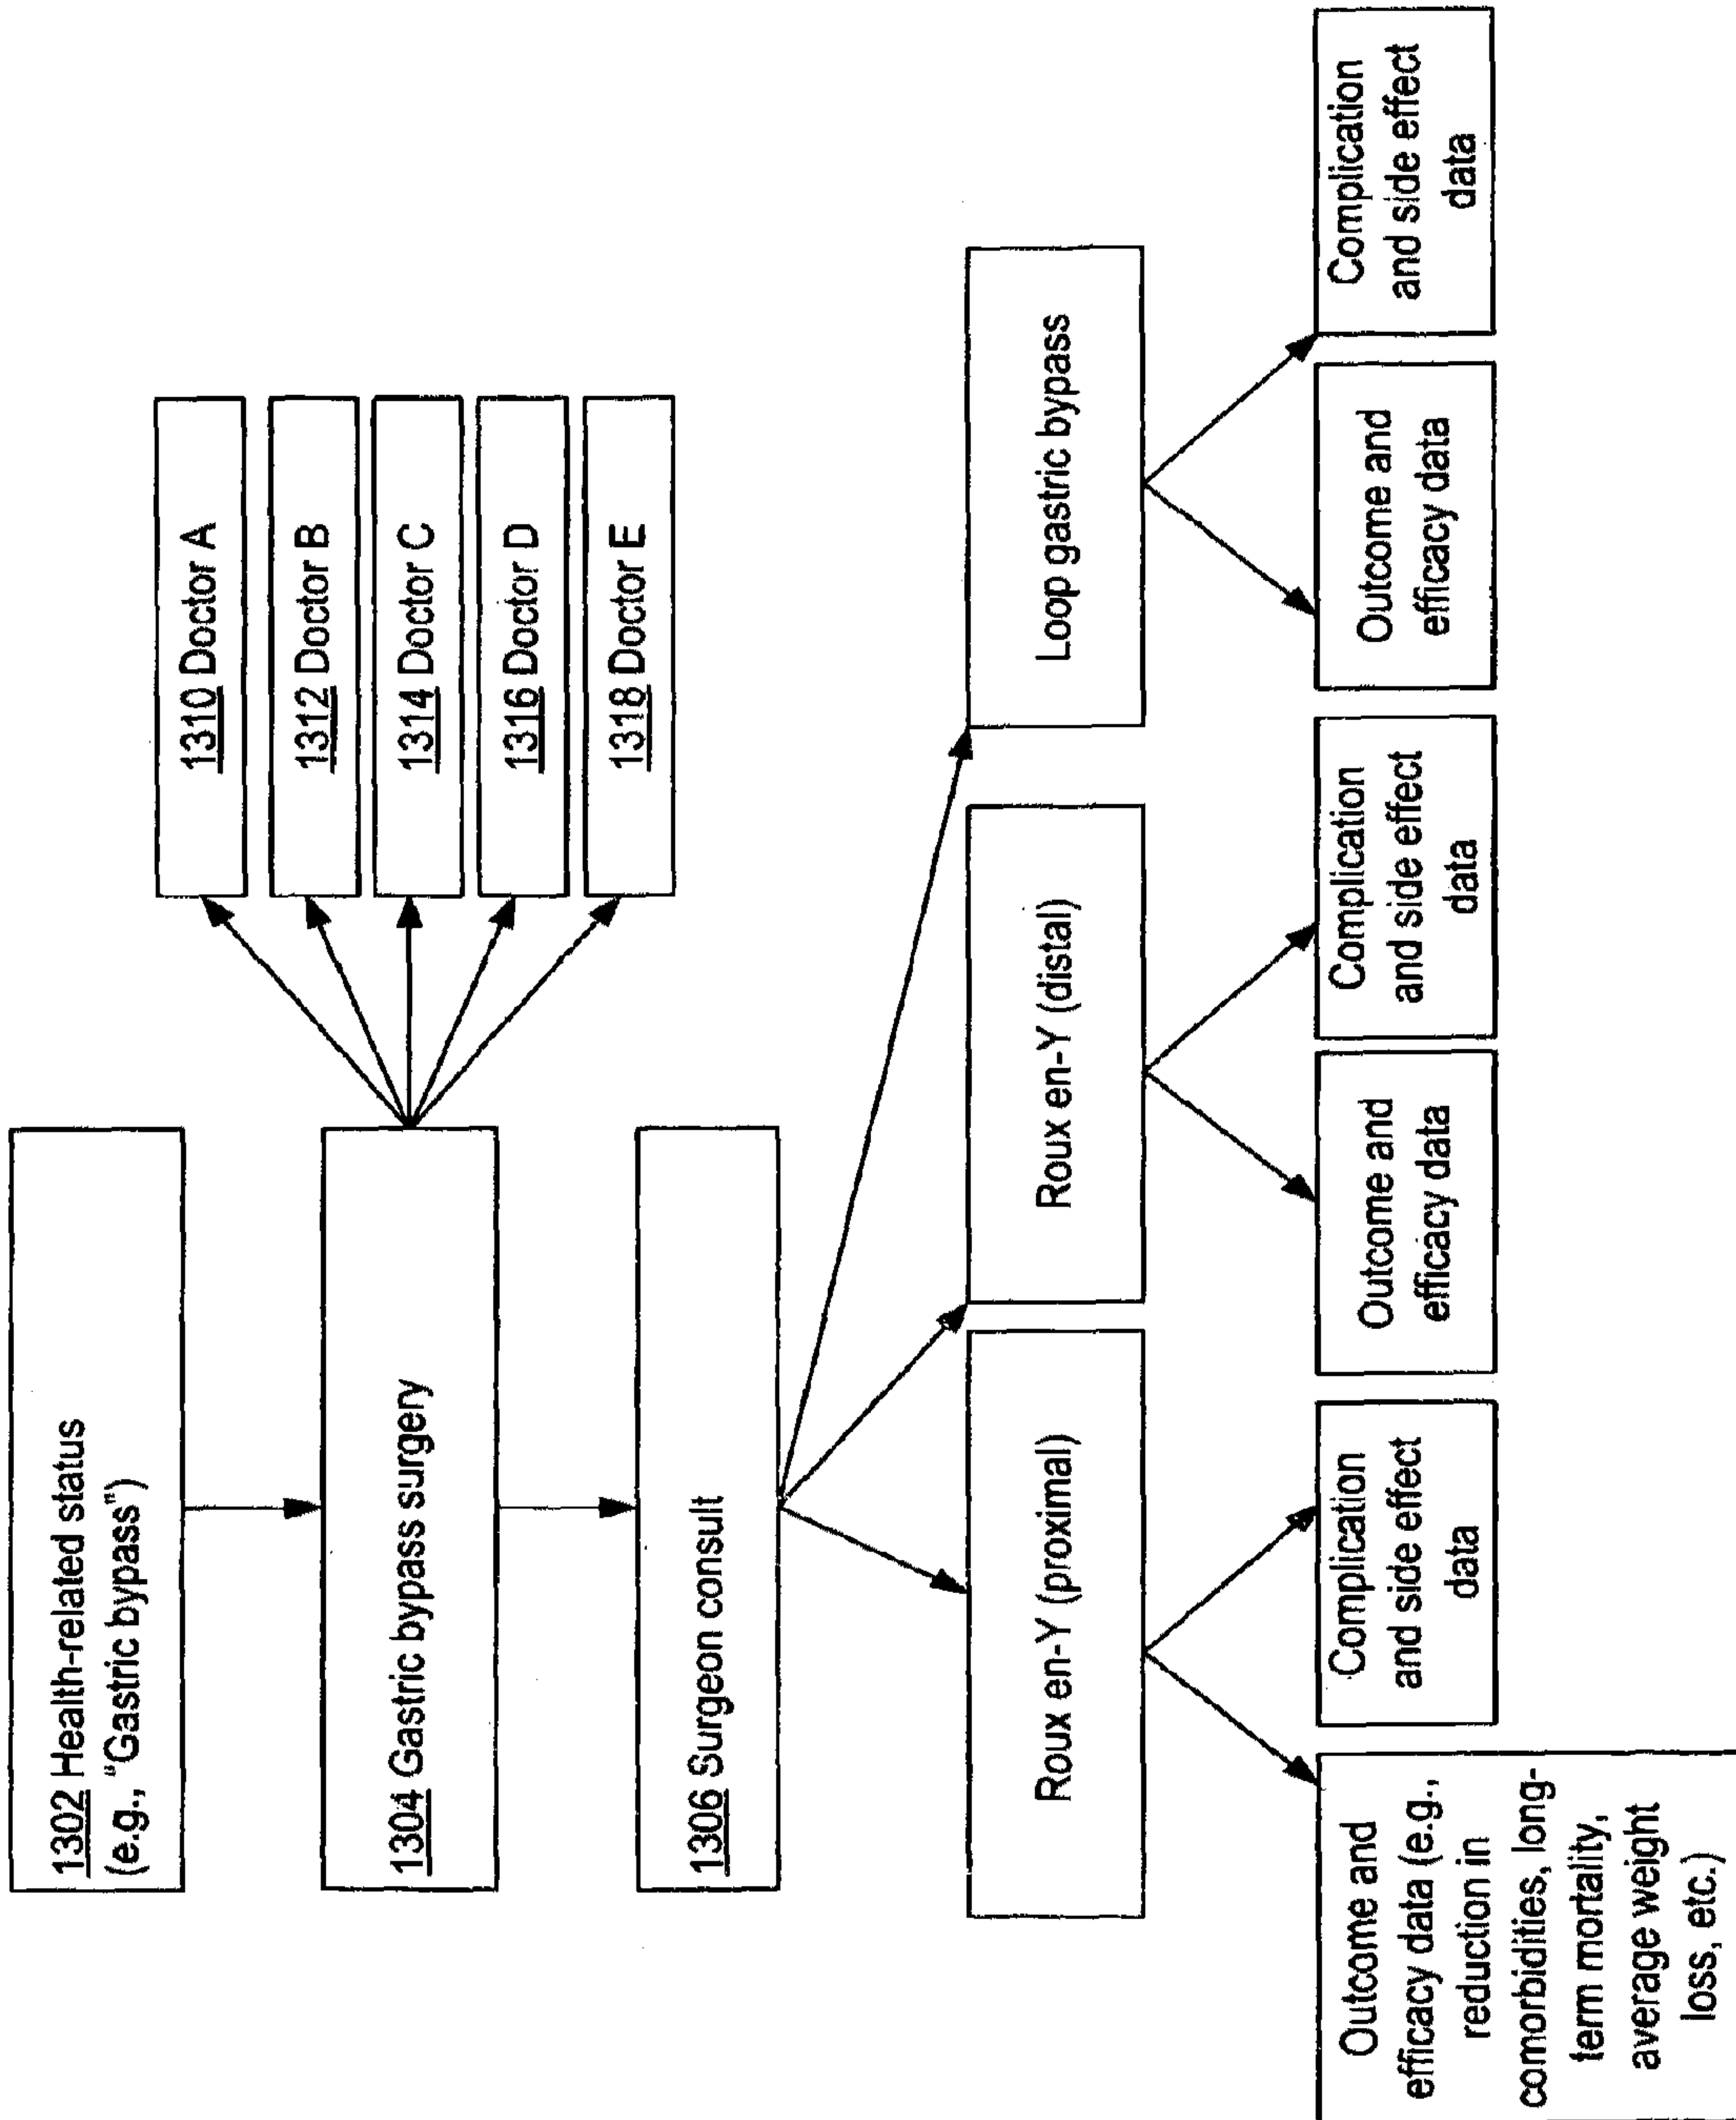 1302 Health-related status
(e.g., "Gastric bypass")
1304 Gastric bypass surgery
1310 Doctor A
1312 Doctor B
1314 Doctor C
1316 Doctor D
1318 Doctor E
1306 Surgeon consult
Roux en-Y (proximal)
Roux en-Y (distal)
Loop gastric bypass
Outcome and
efficacy data (e.g.,
reduction in
comorbidities, long-
term mortality,
average weight
loss, etc.)
Complication
and side effect
data
Outcome and
efficacy data
Complication
and side effect
data
Outcome and
efficacy data
Complication
and side effect
data